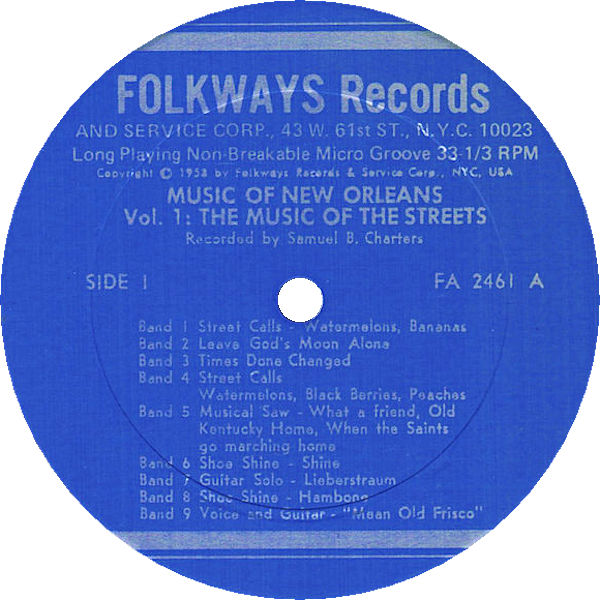 FOLKWAYS Records
AND SERVICE CORP., 43 W. 61st ST., N.Y.C. 10023
Long Playing Non-Breakable Micro Groove 33-1/3 RPM
Copyright © 1958 by Folkways Records & Service Corp., NYC, USA
MUSIC OF NEW ORLEANS
Vol. 1: THE MUSIC OF THE STREETS
Recorded by Samuel B. Charters
SIDE I FA 2461 A
Band 1 Street Calls - Watermelons, Bananas
Band 2 Leave God's Moon Alone
Band 3 Times Done Changed
Band 4 Street Calls
Watermelons, Black Berries, Peaches
Band 5 Musical Saw - What a friend, Old
Kentucky Home, When the Saints
go marching home
Band 6 Shoe Shine - Shine
Band 7 Guitar Solo - Lieberstraum
Band 8 Shoe Shine - Hambone
Band 9 Voice and Guitar - "Mean Old Frisco"